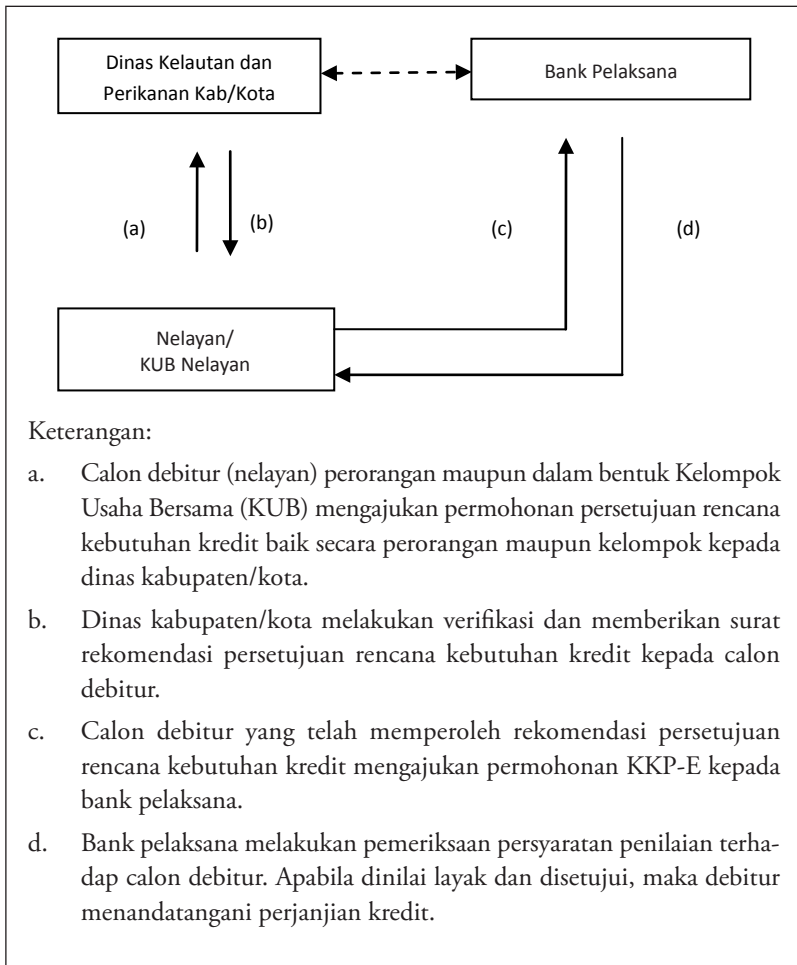 Dinas Kelautan dan
Perikanan Kab/Kota
Bank Pelaksana
(a)
(b)
(c)
(d)
Nelayan/
KUB Nelayan
Keterangan:
a. Calon debitur (nelayan) perorangan maupun dalam bentuk Kelompok
Usaha Bersama (KUB) mengajukan permohonan persetujuan rencana
kebutuhan kredit baik secara perorangan maupun kelompok kepada
dinas kabupaten/kota.
b. Dinas kabupaten/kota melakukan verifikasi dan memberikan surat
rekomendasi persetujuan rencana kebutuhan kredit kepada calon
debitur.
c. Calon debitur yang telah memperoleh rekomendasi persetujuan
rencana kebutuhan kredit mengajukan permohonan KKP-E kepada
bank pelaksana.
d. Bank pelaksana melakukan pemeriksaan persyaratan penilaian terha-
dap calon debitur. Apabila dinilai layak dan disetujui, maka debitur
menandatangani perjanjian kredit.